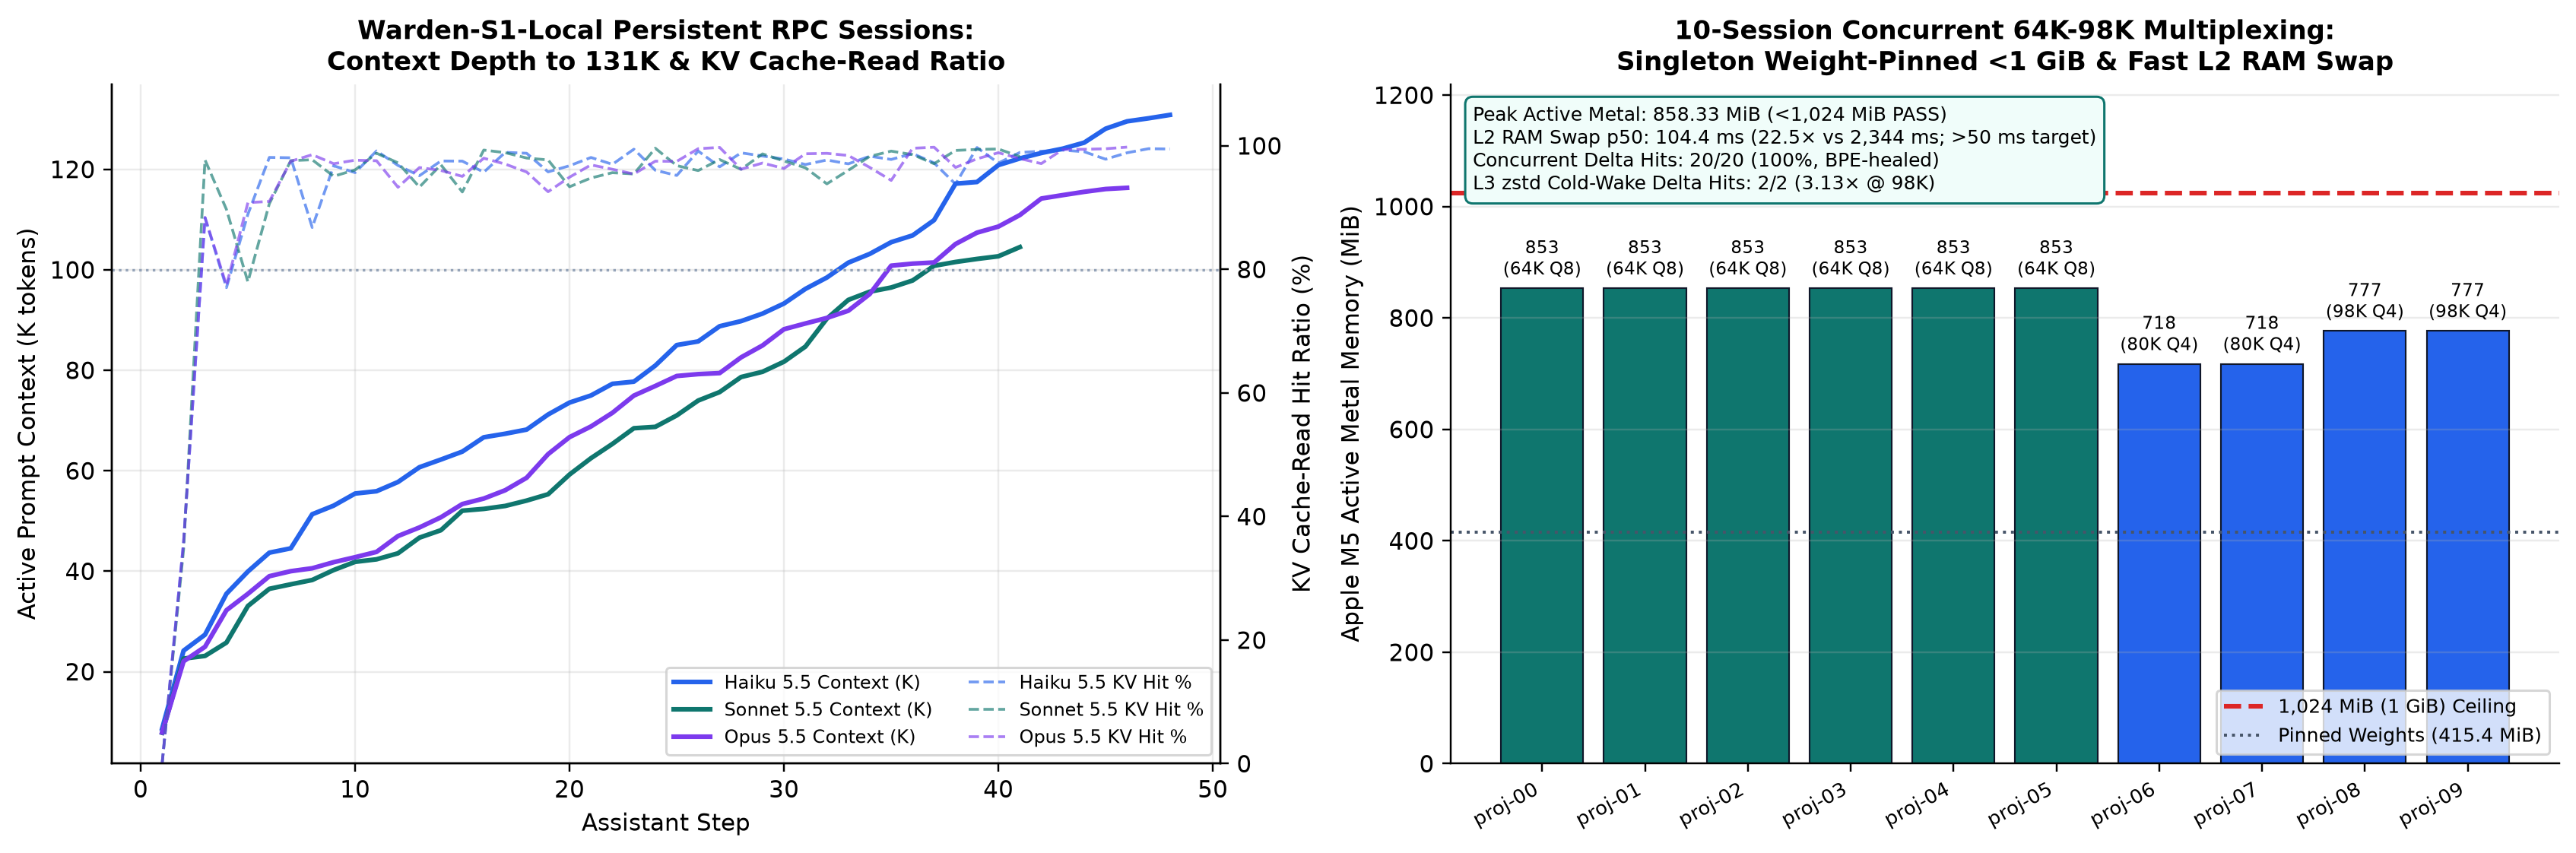 Warden-S1-Local Persistent RPC Sessions:
Context Depth to 131K & KV Cache-Read Ratio
Active Prompt Context (K tokens)
120
100
80
60
40
20
0
10
20
30
40
50
Assistant Step
100
80
60
40
20
0
KV Cache-Read Hit Ratio (%)
Haiku 5.5 Context (K)
Sonnet 5.5 Context (K)
Opus 5.5 Context (K)
Haiku 5.5 KV Hit %
Sonnet 5.5 KV Hit %
Opus 5.5 KV Hit %
10-Session Concurrent 64K-98K Multiplexing:
Singleton Weight-Pinned <1 GiB & Fast L2 RAM Swap
Apple M5 Active Metal Memory (MiB)
1200
1000
800
600
400
200
0
Peak Active Metal: 858.33 MiB (<1,024 MiB PASS)
L2 RAM Swap p50: 104.4 ms (22.5× vs 2,344 ms; >50 ms target)
Concurrent Delta Hits: 20/20 (100%, BPE-healed)
L3 zstd Cold-Wake Delta Hits: 2/2 (3.13× @ 98K)
853
(64K Q8)
853
(64K Q8)
853
(64K Q8)
853
(64K Q8)
853
(64K Q8)
853
(64K Q8)
718
(80K Q4)
718
(80K Q4)
777
(98K Q4)
777
(98K Q4)
1,024 MiB (1 GiB) Ceiling
Pinned Weights (415.4 MiB)
proj-00
proj-01
proj-02
proj-03
proj-04
proj-05
proj-06
proj-07
proj-08
proj-09